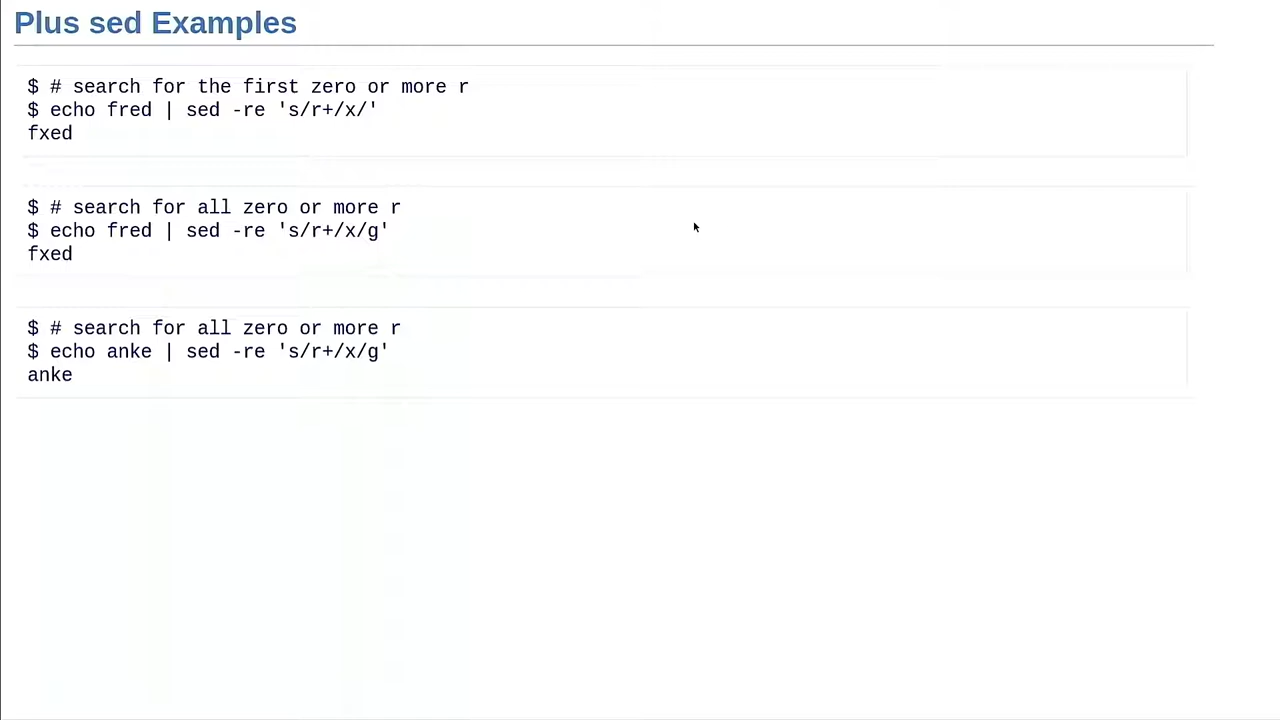 Plus sed Examples
$ # search for the first zero or more r
$ echo fred | sed -re 's/r+/x/'
fxed
$ # search for all zero or more r
$ echo fred | sed -re 's/r+/x/g'
fxed
$ # search for all zero or more r
$ echo anke | sed -re 's/r+/x/g'
anke